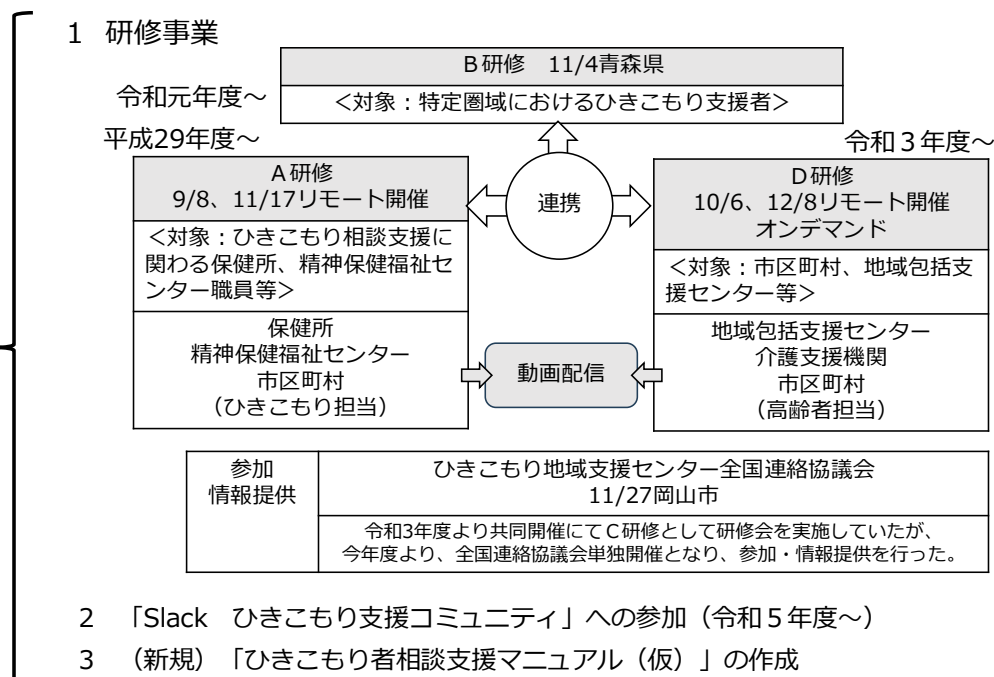 1 研修事業
B研修 11/4青森県
令和元年度～
＜対象：特定圏域におけるひきこもり支援者＞
平成29年度～
令和３年度～
A研修
9/8、11/17リモート開催
＜対象：ひきこもり相談支援に
関わる保健所、精神保健福祉セ
ンター職員等＞
保健所
精神保健福祉センター
市区町村
（ひきこもり担当）
連携
D研修
10/6、12/8リモート開催
オンデマンド
＜対象：市区町村、地域包括支
援センター等＞
地域包括支援センター
介護支援機関
市区町村
（高齢者担当）
動画配信
参加
情報提供
ひきこもり地域支援センター全国連絡協議会
11/27岡山市
令和3年度より共同開催にてＣ研修として研修会を実施していたが、
今年度より、全国連絡協議会単独開催となり、参加・情報提供を行った。
2 「Slack ひきこもり支援コミュニティ」への参加（令和５年度～）
3 （新規）「ひきこもり者相談支援マニュアル（仮）」の作成